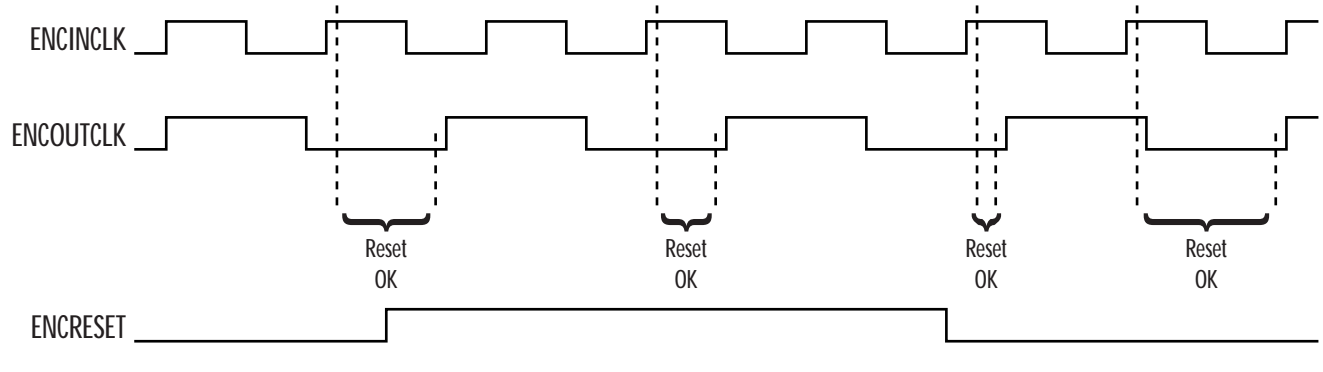 ENCINCLK
ENCOUTCLK
Reset
OK
Reset
OK
Reset
OK
Reset
OK
ENCRESET